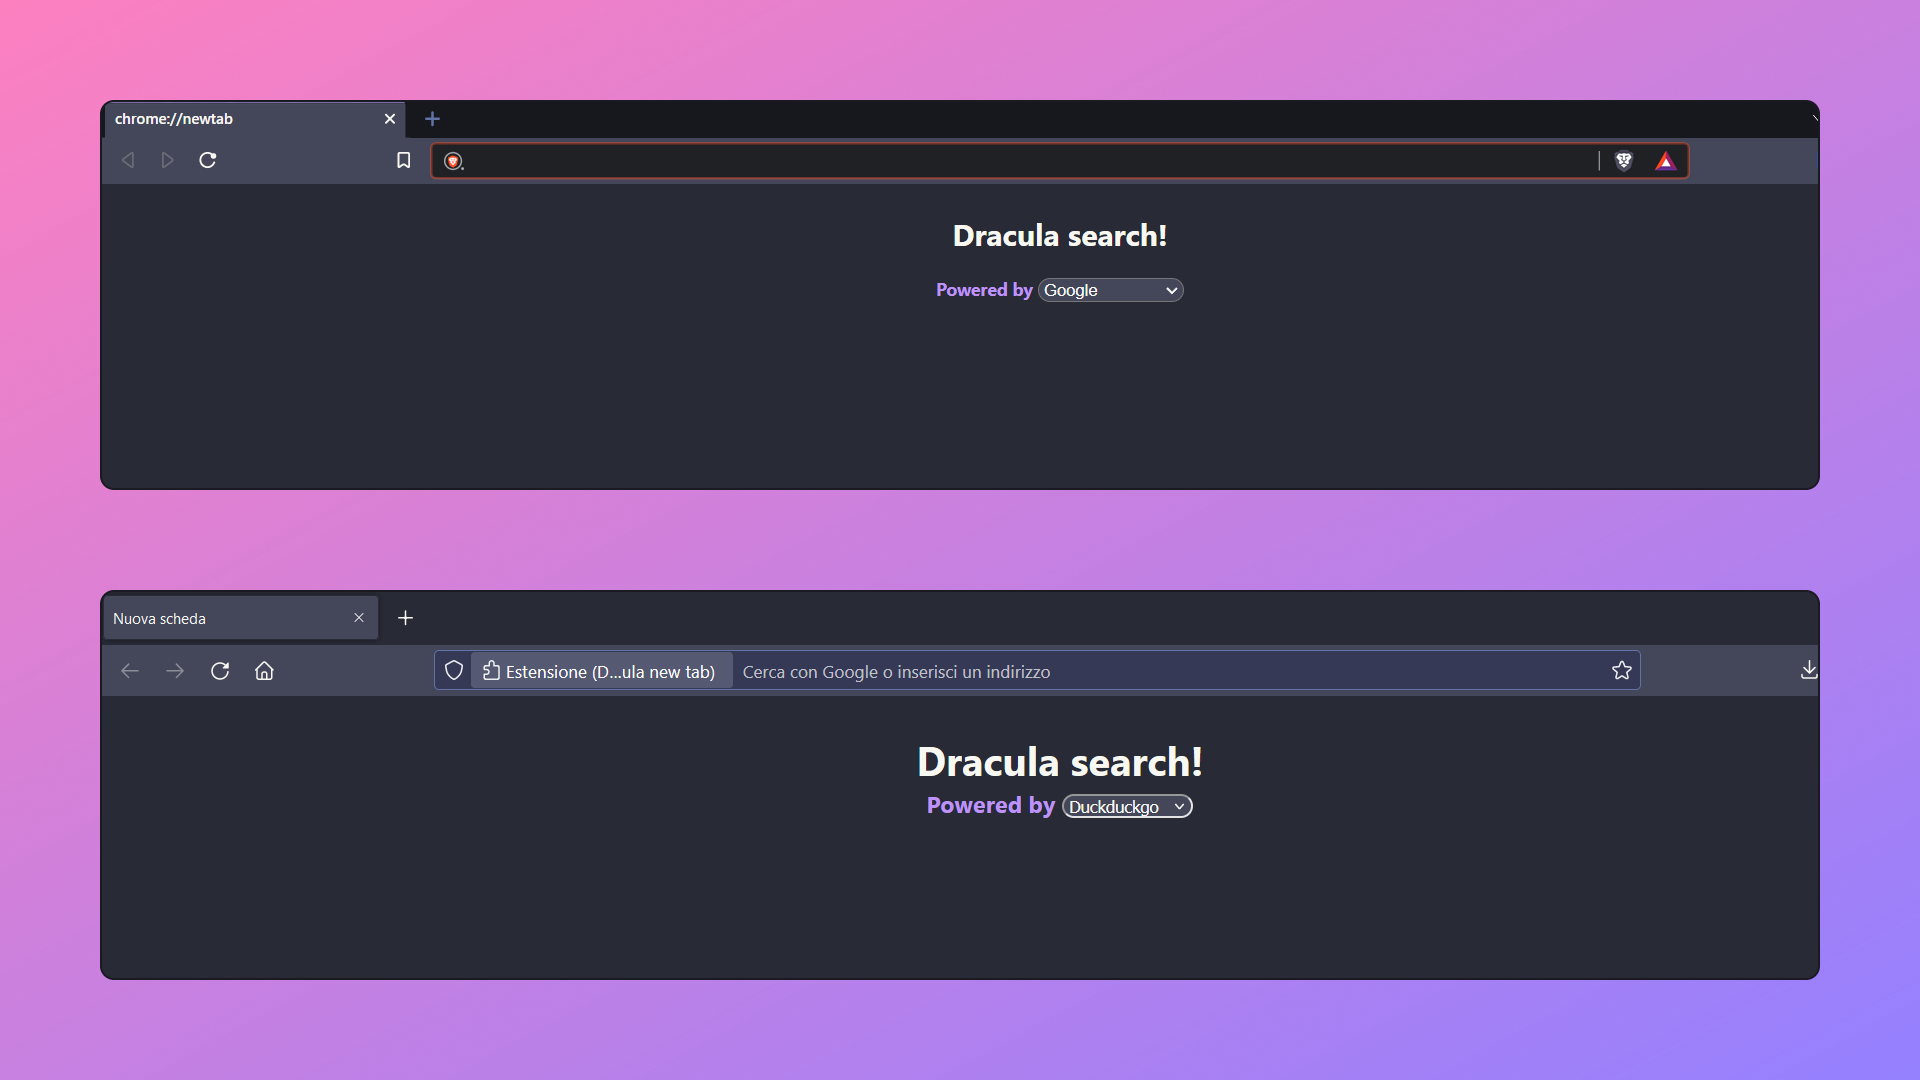 chrome://newtab
Dracula search!
Powered by Google
Nuova scheda
Estensione (D...ula new tab) Cerca con Google o inserisci un indirizzo
Dracula search!
Powered by Duckduckgo